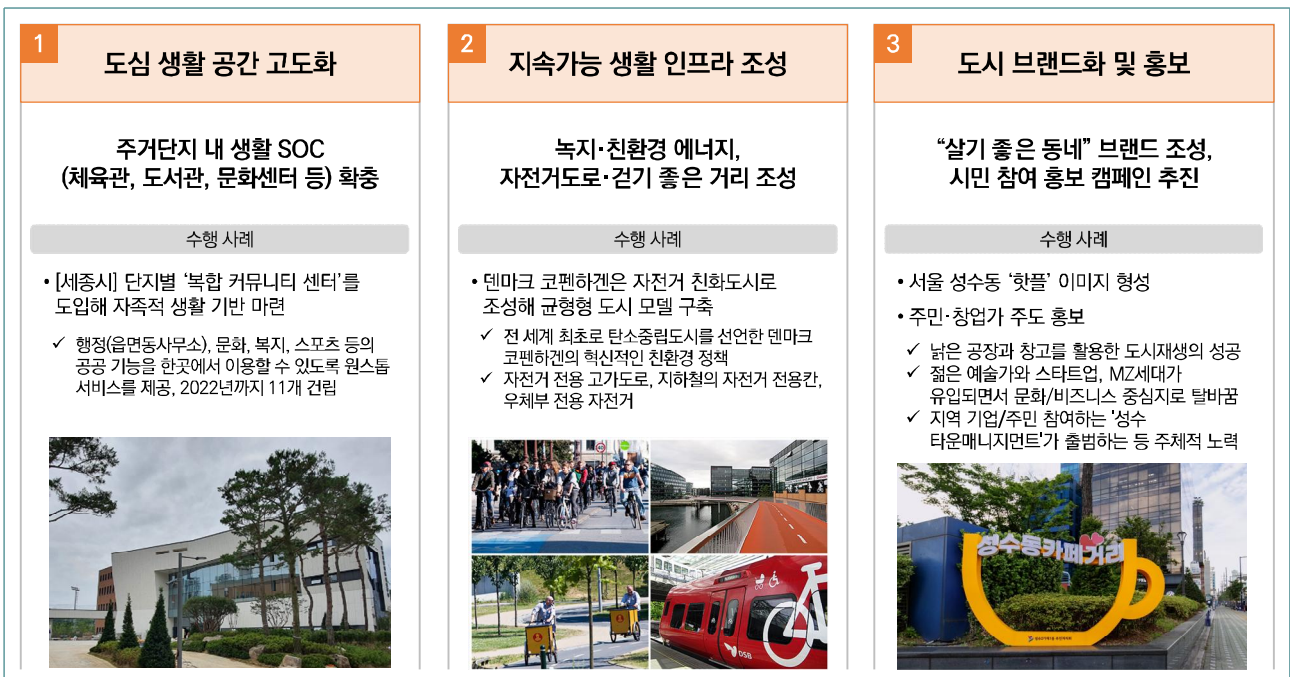 1
도심 생활 공간 고도화
주거단지 내 생활 SOC
(체육관, 도서관, 문화센터 등) 확충
수행 사례
• [세종시] 단지별 ‘복합 커뮤니티 센터’를
도입해 자족적 생활 기반 마련
✓ 행정(읍면동사무소), 문화, 복지, 스포츠 등의
공공 기능을 한곳에서 이용할 수 있도록 원스톱
서비스를 제공, 2022년까지 11개 건립
2
지속가능 생활 인프라 조성
녹지·친환경 에너지,
자전거도로·걷기 좋은 거리 조성
수행 사례
• 덴마크 코펜하겐은 자전거 친화도시로
조성해 균형형 도시 모델 구축
✓ 전 세계 최초로 탄소중립도시를 선언한 덴마크
코펜하겐의 혁신적인 친환경 정책
✓ 자전거 전용 고가도로, 지하철의 자전거 전용칸,
우체부 전용 자전거
DSB
3
도시 브랜드화 및 홍보
“살기 좋은 동네” 브랜드 조성,
시민 참여 홍보 캠페인 추진
수행 사례
• 서울 성수동 ‘핫플’ 이미지 형성
• 주민·창업가 주도 홍보
✓ 낡은 공장과 창고를 활용한 도시재생의 성공
✓ 젊은 예술가와 스타트업, MZ세대가
유입되면서 문화/비즈니스 중심지로 탈바꿈
✓ 지역 기업/주민 참여하는 '성수
타운매니지먼트'가 출범하는 등 주체적 노력
성수동카페거리